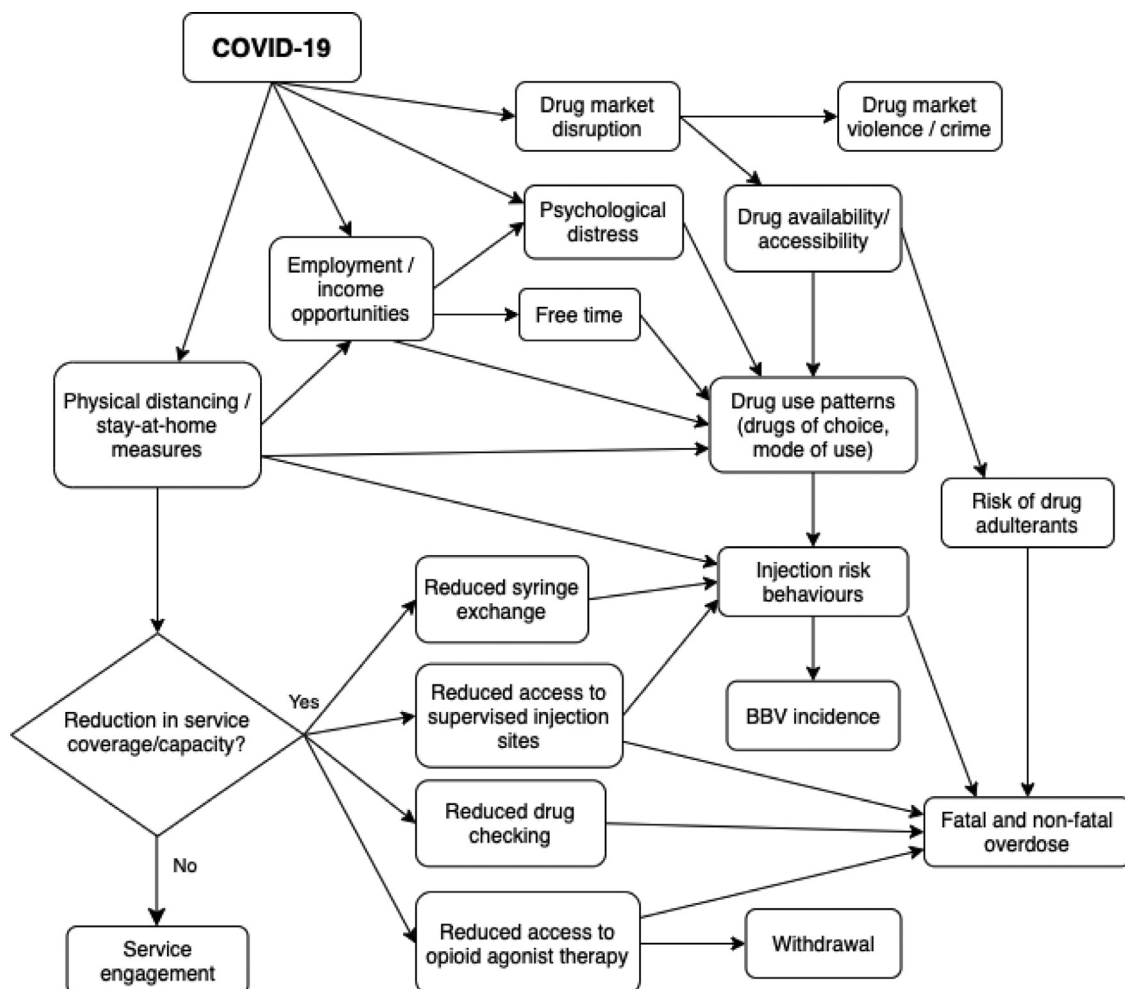 COVID-19
Drug market
disruption
Drug market
violence / crime
Psychological
distress
Drug availability/
accessibility
Employment /
income
opportunities
Free time
Physical distancing /
stay-at-home
measures
Drug use patterns
(drugs of choice,
mode of use)
Risk of drug
adulterants
Injection risk
behaviours
Reduced syringe
exchange
Yes
Reduced access to
supervised injection
sites
BBV incidence
Reduction in service
coverage/capacity?
Reduced drug
checking
Fatal and non-fatal
overdose
No
Reduced access to
opioid agonist therapy
Withdrawal
Service
engagement